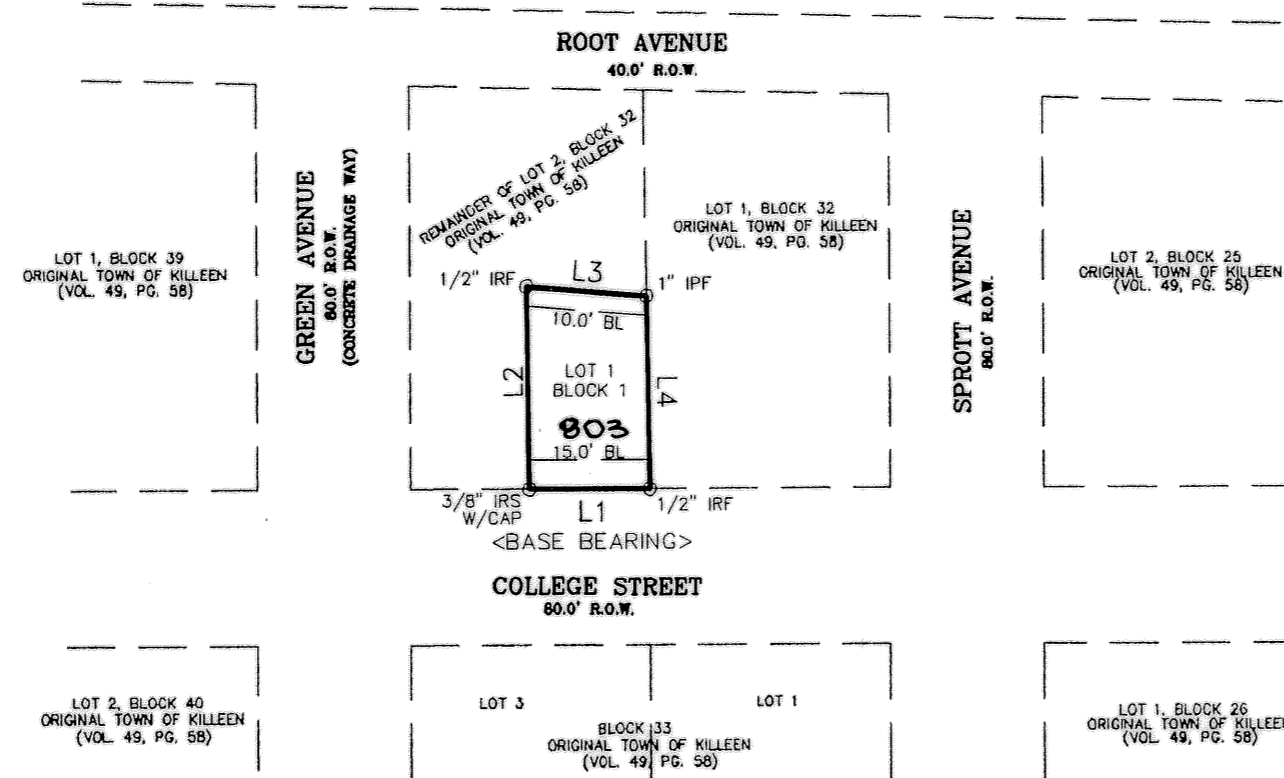 ROOT AVENUE
40.0' R.O.W.
REMAINDER OF LOT 2, BLOCK 32
ORIGINAL TOWN OF KILLEEN
(VOL. 49, PG. 58)
LOT 1, BLOCK 32
ORIGINAL TOWN OF KILLEEN
(VOL. 49, PG. 58)
LOT 1, BLOCK 39
ORIGINAL TOWN OF KILLEEN
(VOL. 49, PG. 58)
GREEN AVENUE
80.0' R.O.W.
(CONCRETE DRAINAGE WAY)
SPROTT AVENUE
80.0' R.O.W.
LOT 2, BLOCK 25
ORIGINAL TOWN OF KILLEEN
(VOL. 49, PG. 58)
1/2" IRF
L3
1" IPF
10.0' BL
L2
LOT 1
BLOCK 1
L4
803
15.0' BL
3/8" IRS
W/CAP
L1
1/2" IRF
<BASE BEARING>
COLLEGE STREET
80.0' R.O.W.
LOT 2, BLOCK 40
ORIGINAL TOWN OF KILLEEN
(VOL. 49, PG. 58)
LOT 3
LOT 1
BLOCK 33
ORIGINAL TOWN OF KILLEEN
(VOL. 49, PG. 58)
LOT 1, BLOCK 26
ORIGINAL TOWN OF KILLEEN
(VOL. 49, PG. 58)